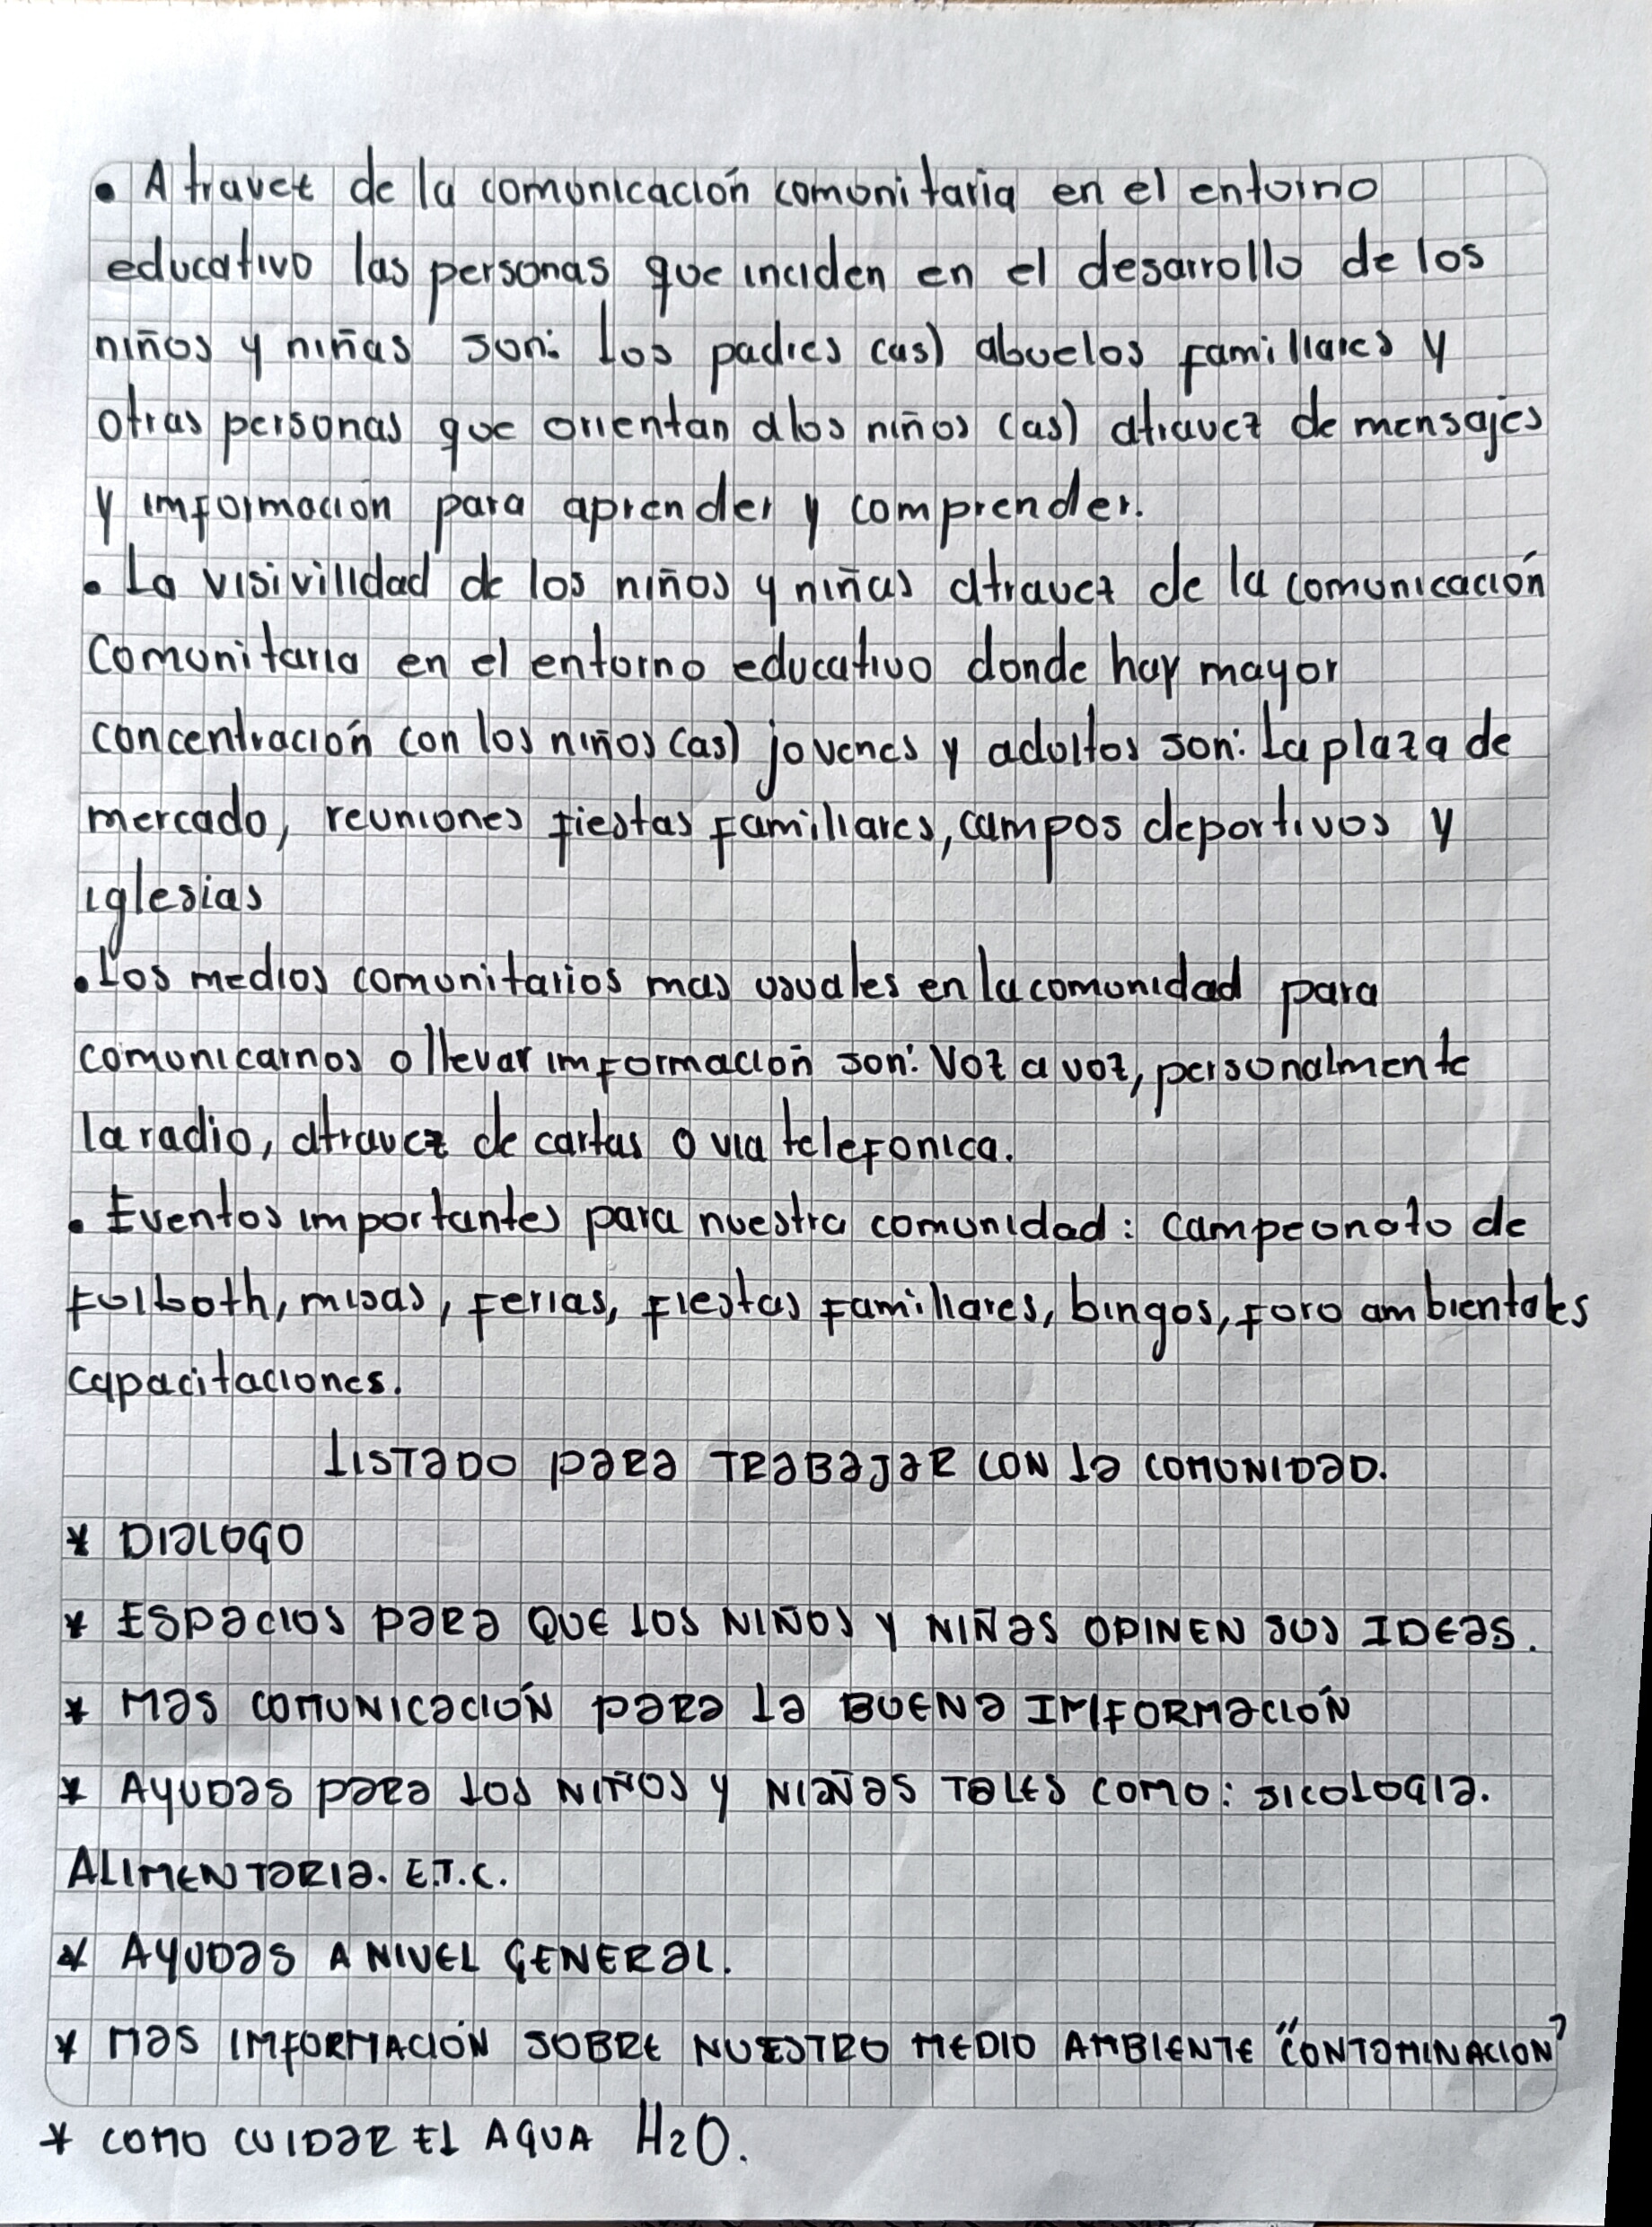 • A travez de la comunicación comunitaria en el entorno
educativo las personas que inciden en el desarrollo de los
niños y niñas son: los padres (as) abuelos familiares y
otras personas que orientan a los niños (as) atravez de mensajes
y imformación para aprender y comprender.
• La visivilidad de los niños y niñas atravez de la comunicación
Comunitaria en el entorno educativo donde hay mayor
concentración con los niños (as) jovenes y adultos son: La plaza de
mercado, reuniones fiestas familiares, campos deportivos y
iglesias
• Los medios comunitarios mas usuales en la comunidad para
comunicarnos o llevar imformación son: Voz a voz, personalmente
la radio, atravez de cartas o via telefonica.
• Eventos importantes para nuestra comunidad: campeonato de
fulboth, misas, ferias, fiestas familiares, bingos, foro ambientales
capacitaciones.
LISTADO PARA TRABAJAR CON LA COMUNIDAD.
* DIALOGO
* ESPACIOS PARA QUE LOS NIÑOS Y NIÑAS OPINEN SUS IDEAS.
* MAS COMUNICACIÓN PARA LA BUENA IMFORMACIÓN
* AYUDAS PARA LOS NIÑOS Y NIAÑAS TALES COMO: SICOLOGIA.
ALIMENTARIA. E.T.C.
* AYUDAS A NIVEL GENERAL.
* MAS IMFORMACIÓN SOBRE NUESTRO MEDIO AMBIENTE "CONTAMINACION"
* COMO CUIDAR EL AGUA H2O.